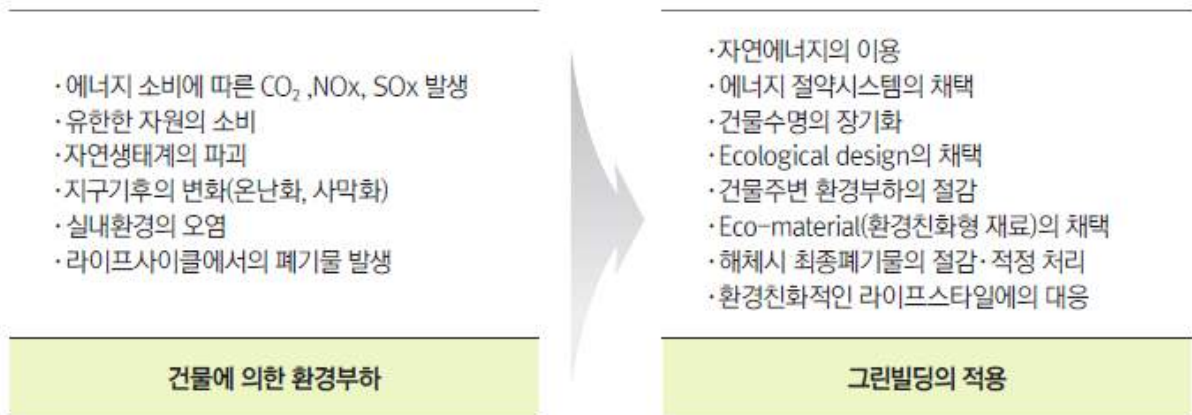 ·에너지 소비에 따른 CO₂ ,NOx, SOx 발생
·유한한 자원의 소비
·자연생태계의 파괴
·지구기후의 변화(온난화, 사막화)
·실내환경의 오염
·라이프사이클에서의 폐기물 발생
건물에 의한 환경부하
·자연에너지의 이용
·에너지 절약시스템의 채택
·건물수명의 장기화
·Ecological design의 채택
·건물주변 환경부하의 절감
·Eco-material(환경친화형 재료)의 채택
·해체시 최종폐기물의 절감·적정 처리
·환경친화적인 라이프스타일에의 대응
그린빌딩의 적용